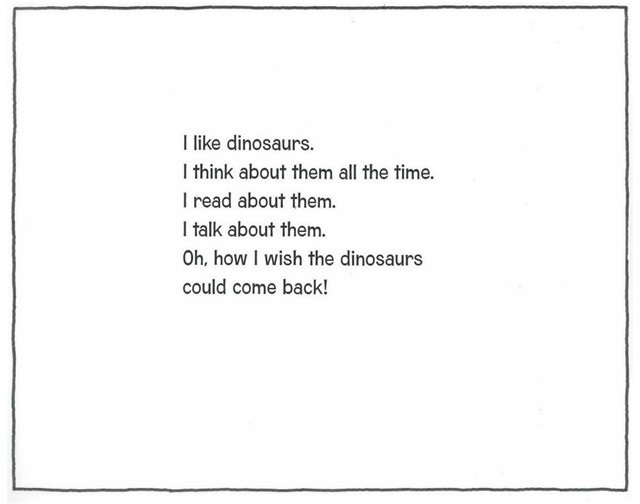 I like dinosaurs.
I think about them all the time.
I read about them.
I talk about them.
Oh, how I wish the dinosaurs
could come back!